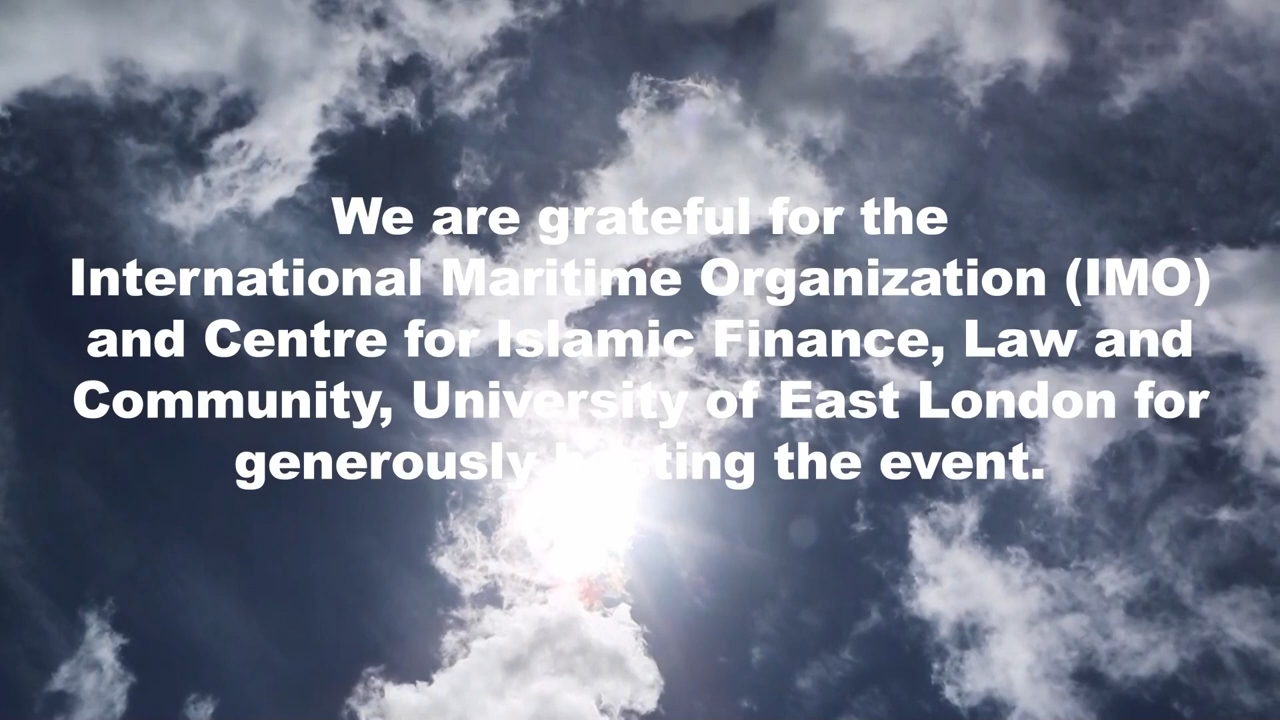 We are grateful for the
International Maritime Organization (IMO)
and Centre for Islamic Finance, Law and
Community, University of East London for
generously the event.